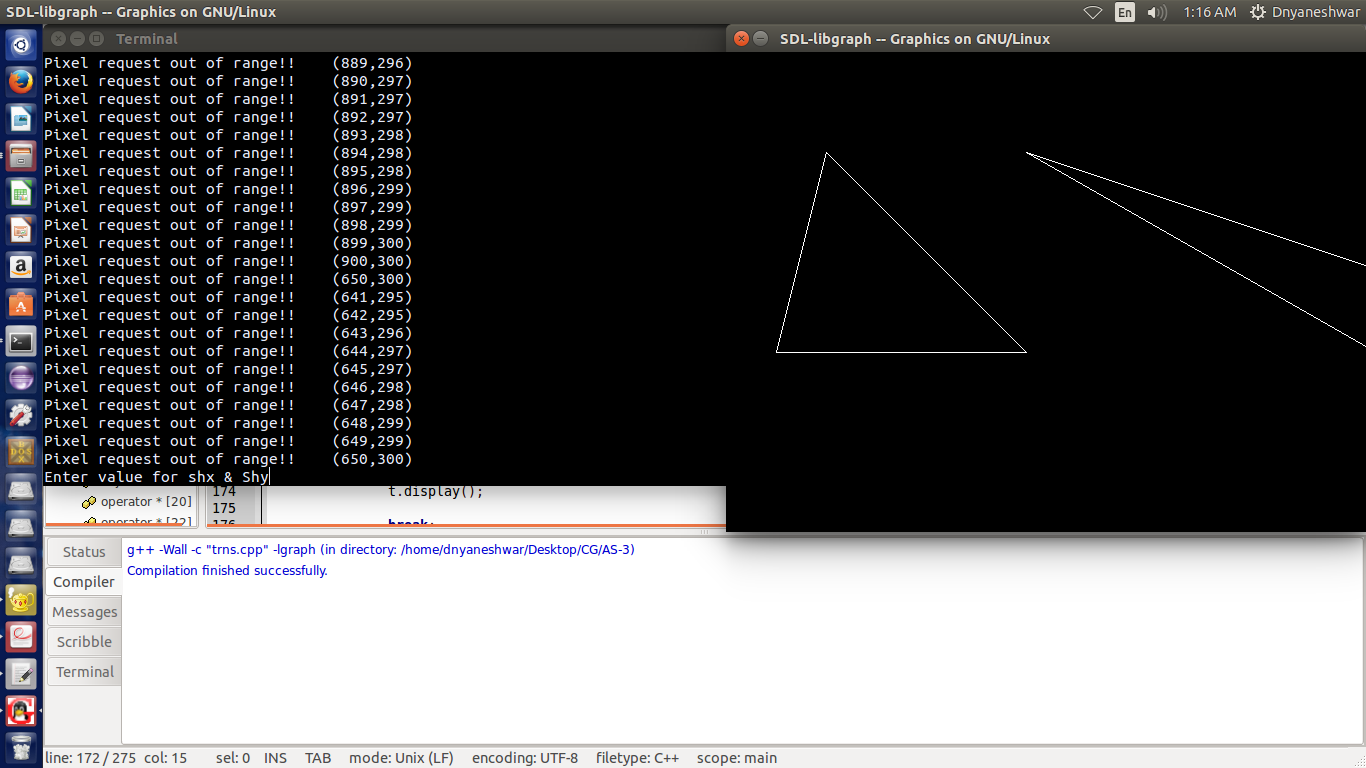 SDL-libgraph -- Graphics on GNU/Linux
En
1:16 AM
Dnyaneshwar
Terminal
Pixel request out of range!! (889,296)
Pixel request out of range!! (890,297)
Pixel request out of range!! (891,297)
Pixel request out of range!! (892,297)
Pixel request out of range!! (893,298)
Pixel request out of range!! (894,298)
Pixel request out of range!! (895,298)
Pixel request out of range!! (896,299)
Pixel request out of range!! (897,299)
Pixel request out of range!! (898,299)
Pixel request out of range!! (899,300)
Pixel request out of range!! (900,300)
Pixel request out of range!! (650,300)
Pixel request out of range!! (641,295)
Pixel request out of range!! (642,295)
Pixel request out of range!! (643,296)
Pixel request out of range!! (644,297)
Pixel request out of range!! (645,297)
Pixel request out of range!! (646,298)
Pixel request out of range!! (647,298)
Pixel request out of range!! (648,299)
Pixel request out of range!! (649,299)
Pixel request out of range!! (650,300)
Enter value for shx & Shy
SDL-libgraph -- Graphics on GNU/Linux
operator * [20]
operator * [22]
174 t.display();
175
176 break;
Status
Compiler
Messages
Scribble
Terminal
g++ -Wall -c "trns.cpp" -lgraph (in directory: /home/dnyaneshwar/Desktop/CG/AS-3)
Compilation finished successfully.
line: 172 / 275 col: 15 sel: 0 INS TAB mode: Unix (LF) encoding: UTF-8 filetype: C++ scope: main